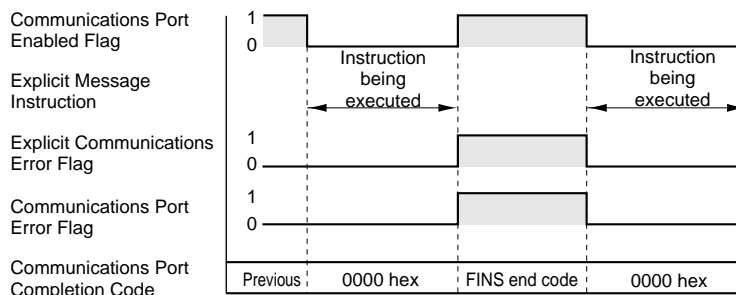 Communications Port
Enabled Flag
1
0
Instruction
being
executed
Instruction
being
executed
Explicit Message
Instruction
Explicit Communications
Error Flag
1
0
Communications Port
Error Flag
1
0
Communications Port
Completion Code
Previous
0000 hex
FINS end code
0000 hex